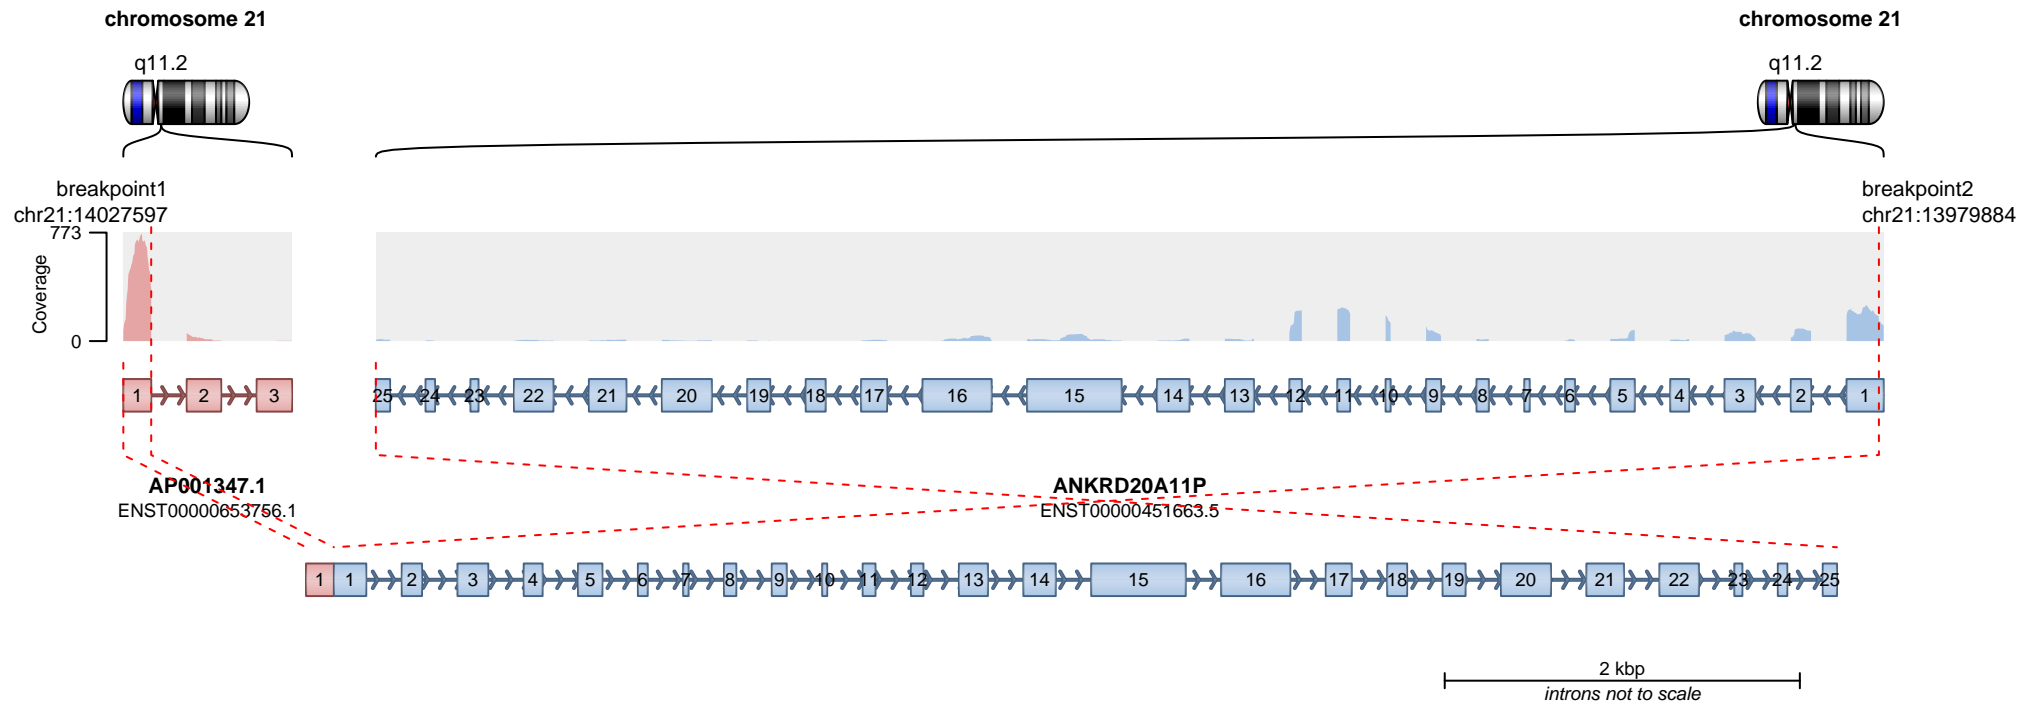 chromosome 21 chromosome 21
q11.2 q11.2
breakpoint1 breakpoint2
chr21:14027597 chr21:13979884
773
Coverage
0
1 2 3 25 24 23 22 21 20 19 18 17 16 15 14 13 12 11 10 9 8 7 6 5 4 3 2 1
AP001347.1 ANKRD20A11P
ENST00000653756.1 ENST00000451663.5
1 1 2 3 4 5 6 7 8 9 10 11 12 13 14 15 16 17 18 19 20 21 22 23 24 25
2 kbp
introns not to scale